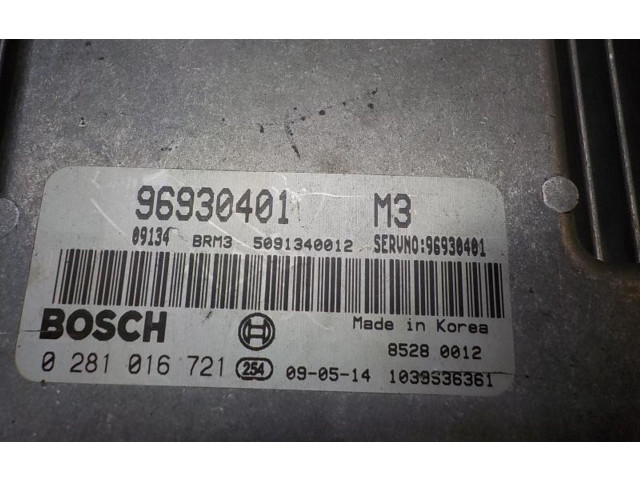 96930401 M3
09134 BRM3 5091340012 SERVNO:96930401
BOSCH Made in Korea
8528 0012
0 281 016 721 254 09-05-14 1039S36361